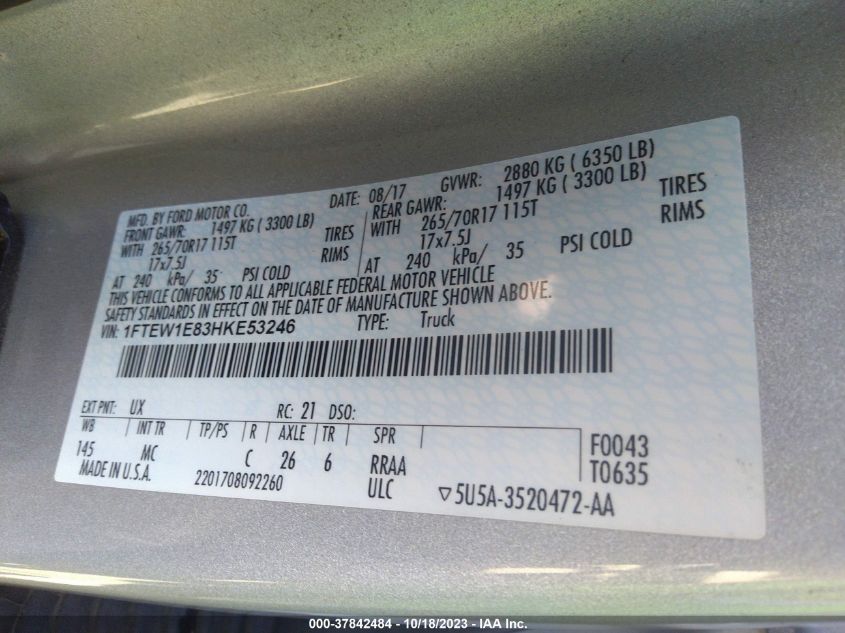 MFD. BY FORD MOTOR CO. DATE: 08/17 GVWR: 2880 KG ( 6350 LB)
FRONT GAWR: 1497 KG ( 3300 LB) REAR GAWR: 1497 KG ( 3300 LB)
WITH 265/70R17 115T TIRES WITH 265/70R17 115T TIRES
17x7.5J RIMS 17x7.5J RIMS
AT 240 kPa/ 35 PSI COLD AT 240 kPa/ 35 PSI COLD
THIS VEHICLE CONFORMS TO ALL APPLICABLE FEDERAL MOTOR VEHICLE
SAFETY STANDARDS IN EFFECT ON THE DATE OF MANUFACTURE SHOWN ABOVE.
VIN: 1FTEW1E83HKE53246 TYPE: Truck
EXT PNT: UX RC: 21 DSO:
WB INT TR TP/PS R AXLE TR SPR F0043
145 MC C 26 6 RRAA T0635
MADE IN U.S.A. 2201708092260 ULC ▽5U5A-3520472-AA
000-37842484 - 10/18/2023 - IAA Inc.